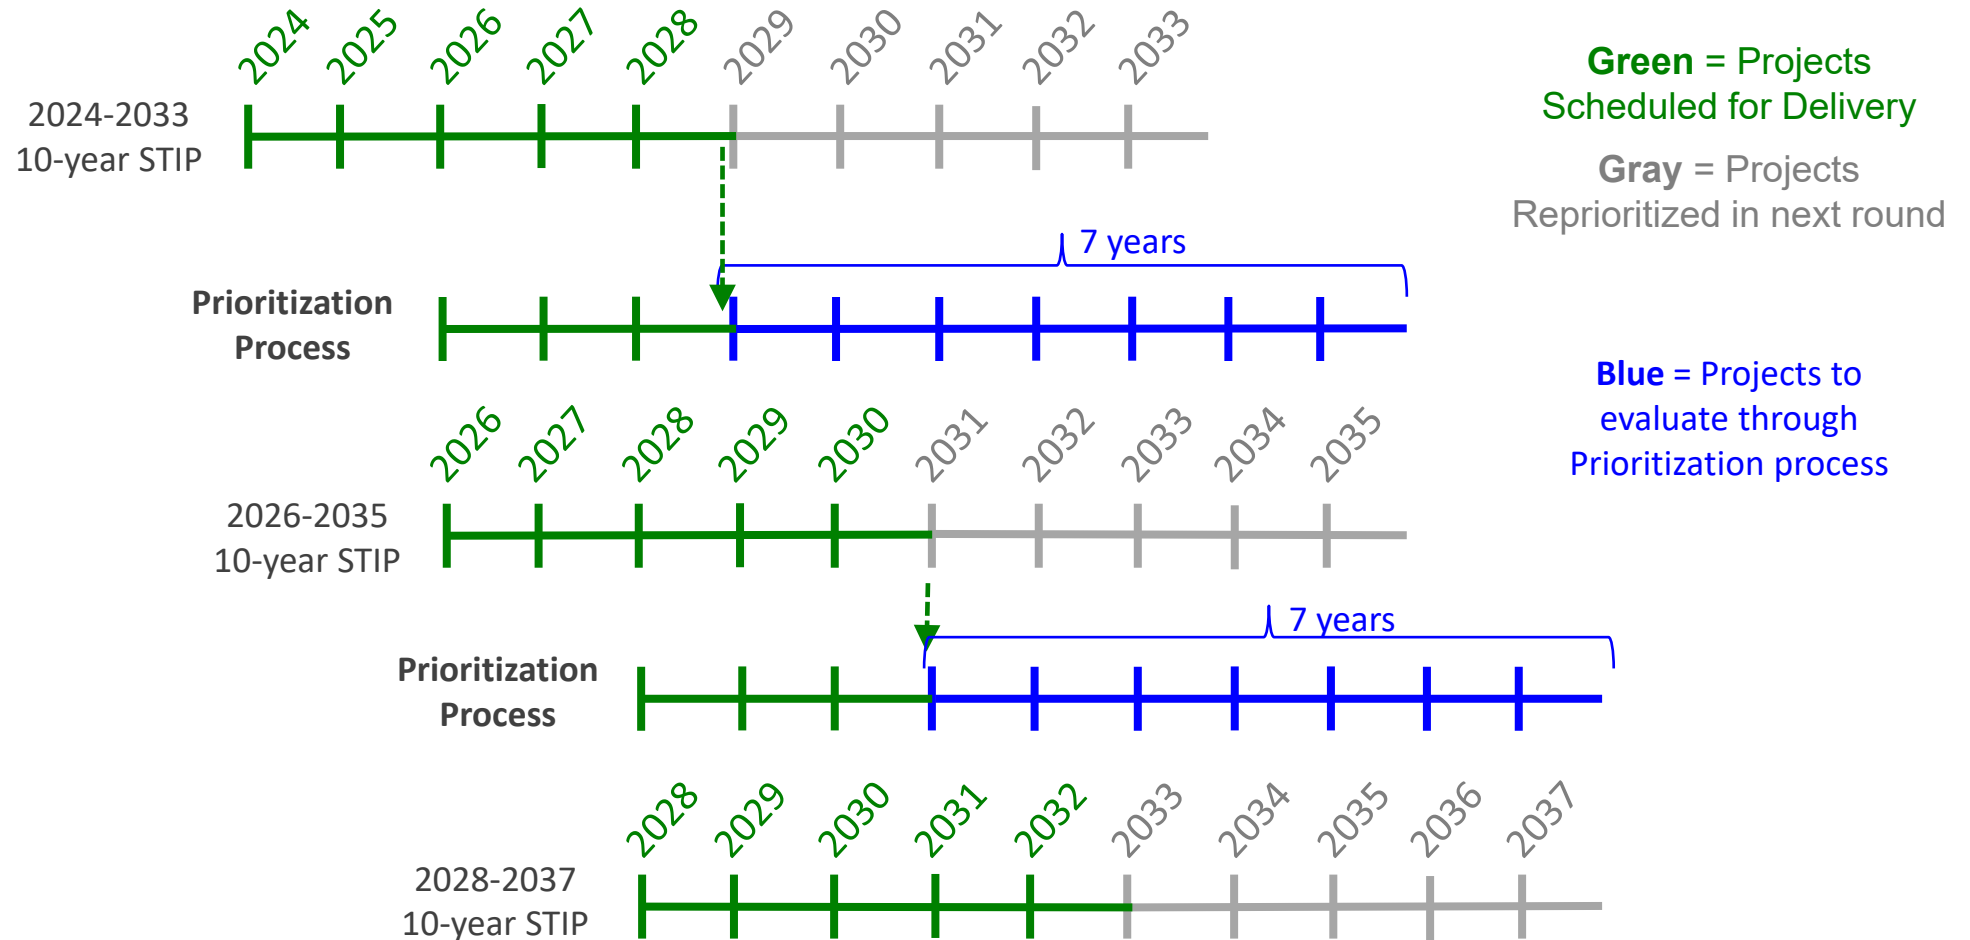 2024 2025 2026 2027 2028 2029 2030 2031 2032 2033
2024-2033
10-year STIP
Green = Projects
Scheduled for Delivery
Gray = Projects
Reprioritized in next round
7 years
Prioritization
Process
Blue = Projects to
evaluate through
Prioritization process
2026 2027 2028 2029 2030 2031 2032 2033 2034 2035
2026-2035
10-year STIP
7 years
Prioritization
Process
2028 2029 2030 2031 2032 2033 2034 2035 2036 2037
2028-2037
10-year STIP